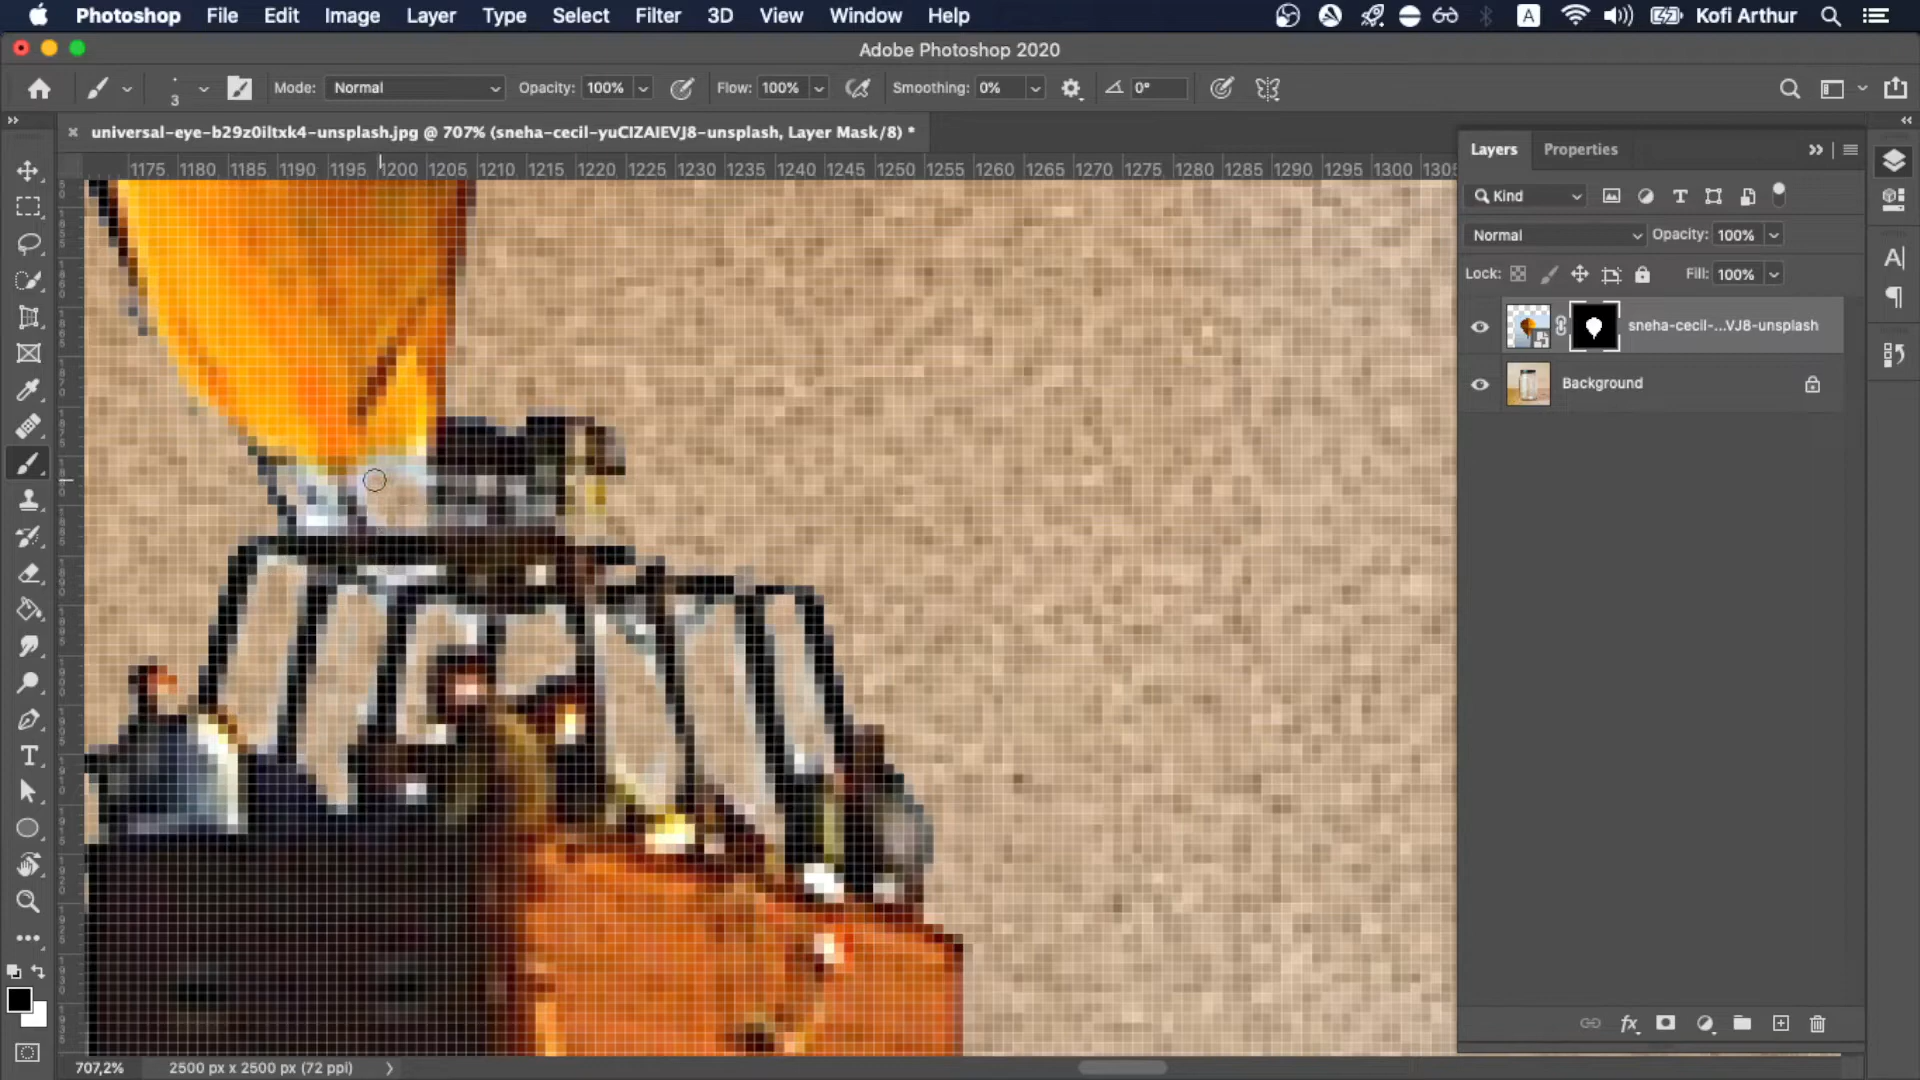 Photoshop File Edit Image Layer Type Select Filter 3D View Window Help A Kofi Arthur
Adobe Photoshop 2020
3 Mode: Normal Opacity: 100% Flow: 100% Smoothing: 0% 0°
universal-eye-b29z0iltxk4-unsplash.jpg @ 707% (sneha-cecil-yuCIZAIEVJ8-unsplash, Layer Mask/8) *
1175 1180 1185 1190 1195 1200 1205 1210 1215 1220 1225 1230 1235 1240 1245 1250 1255 1260 1265 1270 1275 1280 1285 1290 1295 1300 1305
Layers Properties
Kind
Normal Opacity: 100%
Lock: Fill: 100%
sneha-cecil-...VJ8-unsplash
Background
707,2% 2500 px x 2500 px (72 ppi)